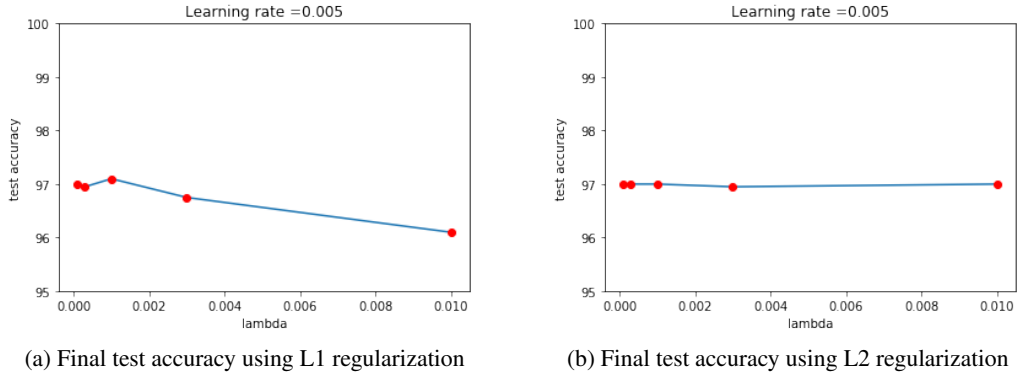 Learning rate =0.005
100
99
98
97
96
95
test accuracy
0.000 0.002 0.004 0.006 0.008 0.010
lambda
(a) Final test accuracy using L1 regularization
Learning rate =0.005
100
99
98
97
96
95
test accuracy
0.000 0.002 0.004 0.006 0.008 0.010
lambda
(b) Final test accuracy using L2 regularization